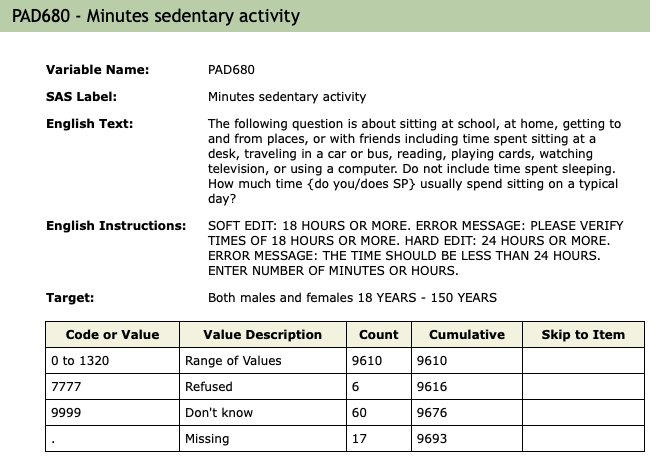 PAD680 - Minutes sedentary activity
Variable Name: PAD680
SAS Label: Minutes sedentary activity
English Text: The following question is about sitting at school, at home, getting to
and from places, or with friends including time spent sitting at a
desk, traveling in a car or bus, reading, playing cards, watching
television, or using a computer. Do not include time spent sleeping.
How much time {do you/does SP} usually spend sitting on a typical
day?
English Instructions: SOFT EDIT: 18 HOURS OR MORE. ERROR MESSAGE: PLEASE VERIFY
TIMES OF 18 HOURS OR MORE. HARD EDIT: 24 HOURS OR MORE.
ERROR MESSAGE: THE TIME SHOULD BE LESS THAN 24 HOURS.
ENTER NUMBER OF MINUTES OR HOURS.
Target: Both males and females 18 YEARS - 150 YEARS
Code or Value Value Description Count Cumulative Skip to Item
0 to 1320 Range of Values 9610 9610
7777 Refused 6 9616
9999 Don't know 60 9676
. Missing 17 9693